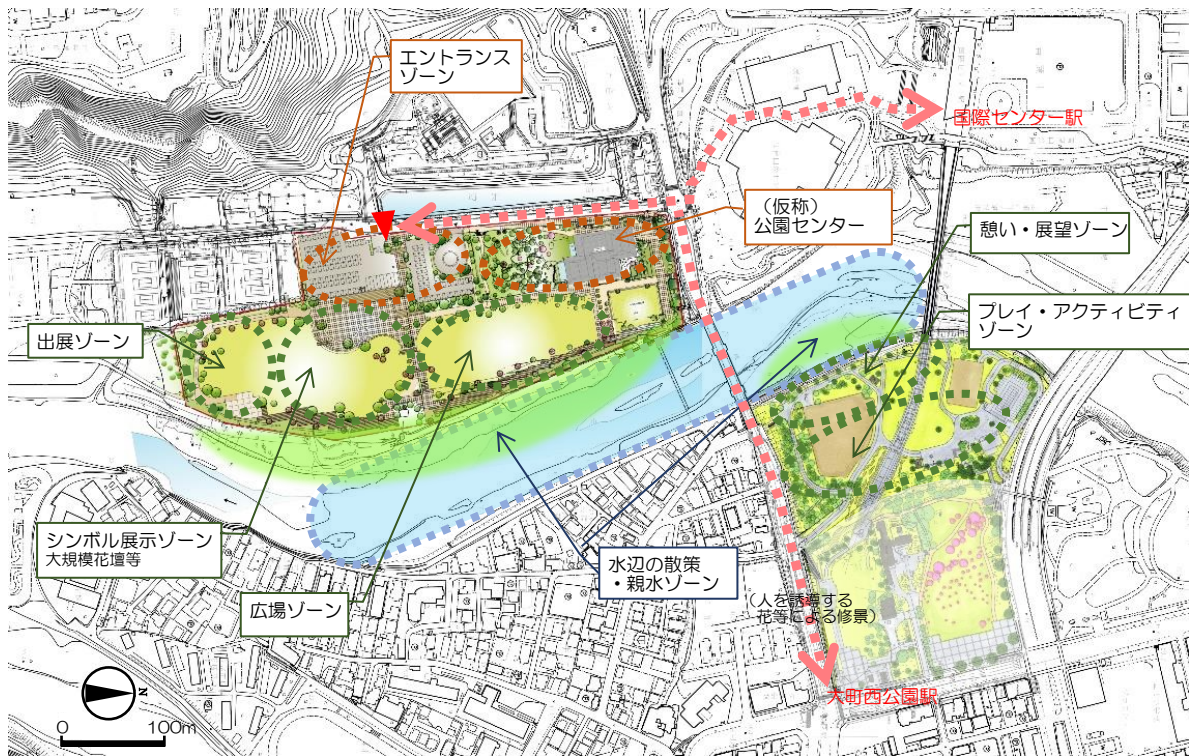 エントランス
ゾーン
国際センター駅
（仮称）
公園センター
憩い・展望ゾーン
プレイ・アクティビティ
ゾーン
出展ゾーン
シンボル展示ゾーン
大規模花壇等
広場ゾーン
水辺の散策
・親水ゾーン
（人を誘導する
花等による修景）
大町西公園駅
N
0 100m